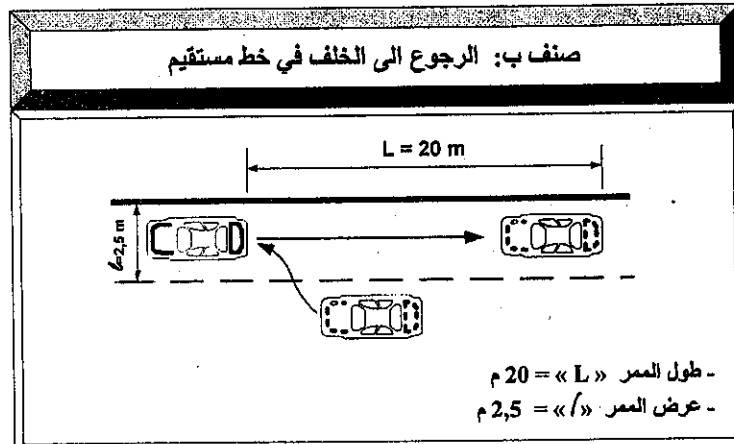 صنف ب: الرجوع الى الخلف في خط مستقيم
L = 20 m
ℓ=2,5 m
- طول الممر « L » = 20 م
- عرض الممر «ℓ» = 2,5 م